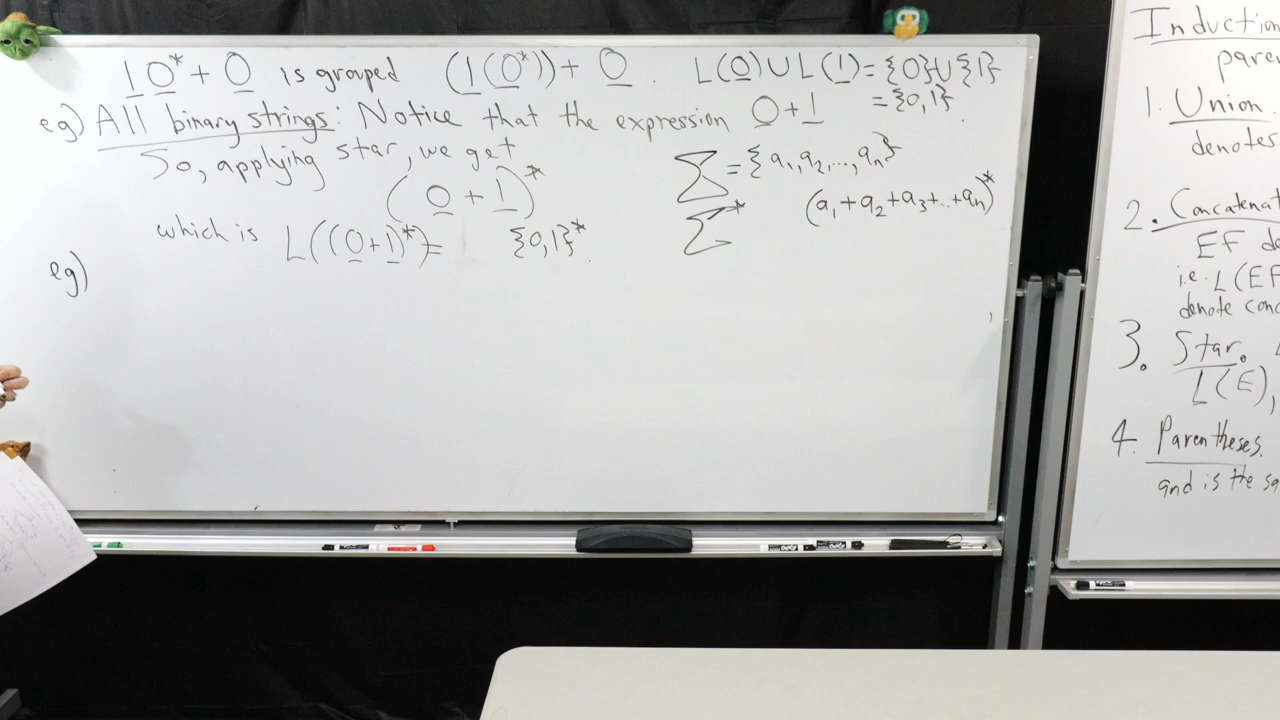 10* + 0 is grouped (1(0*)) + 0. L(0) ∪ L(1) = {0} ∪ {1}
= {0,1}.
eg) All binary strings: Notice that the expression 0+1
So, applying star, we get
(0 + 1)*
which is L((0+1)*) = {0,1}*.
Σ = {a1, a2, ..., an}
Σ* (a1 + a2 + a3 + ... + an)*
eg)
Induction
paren
1. Union.
denotes
2. Concatenat
EF de
i.e. L(EF
denote conc
3. Star.
L(E),
4. Parentheses.
and is the sa